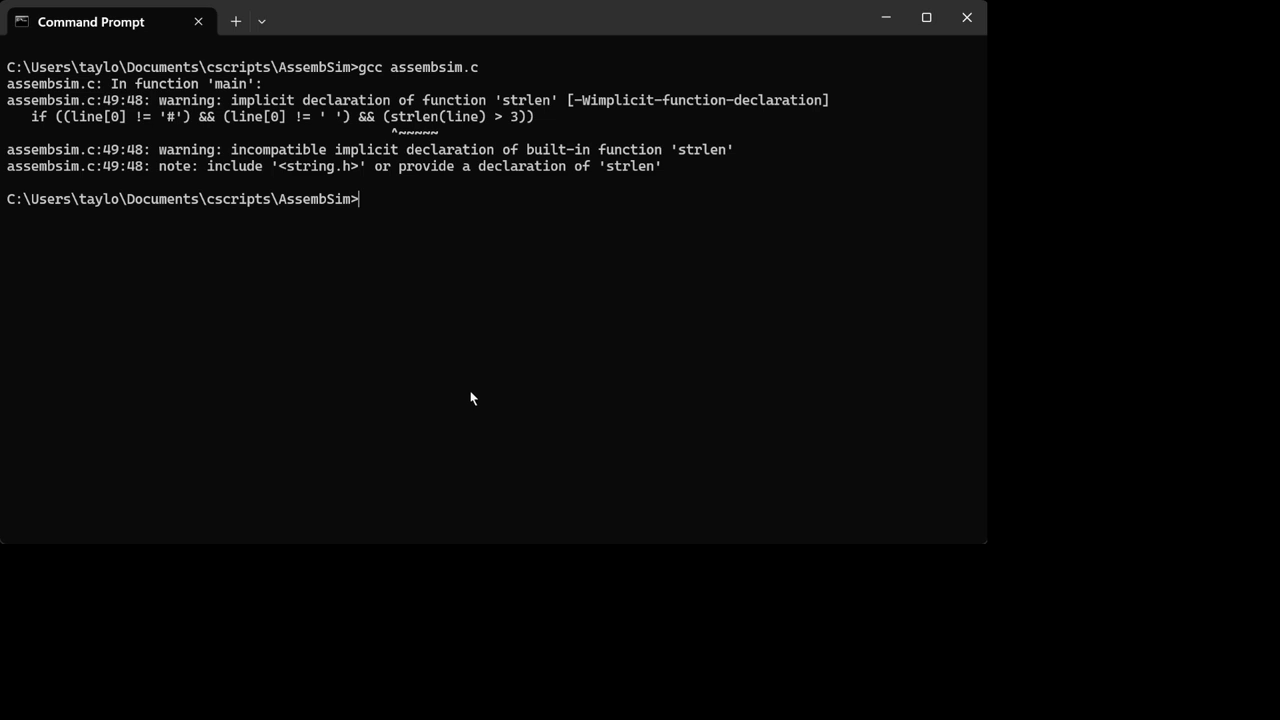 Command Prompt
C:\Users\taylo\Documents\cscripts\AssembSim>gcc assembsim.c
assembsim.c: In function 'main':
assembsim.c:49:48: warning: implicit declaration of function 'strlen' [-Wimplicit-function-declaration]
   if ((line[0] != '#') && (line[0] != ' ') && (strlen(line) > 3))
                                                ^~~~~~
assembsim.c:49:48: warning: incompatible implicit declaration of built-in function 'strlen'
assembsim.c:49:48: note: include '<string.h>' or provide a declaration of 'strlen'
C:\Users\taylo\Documents\cscripts\AssembSim>